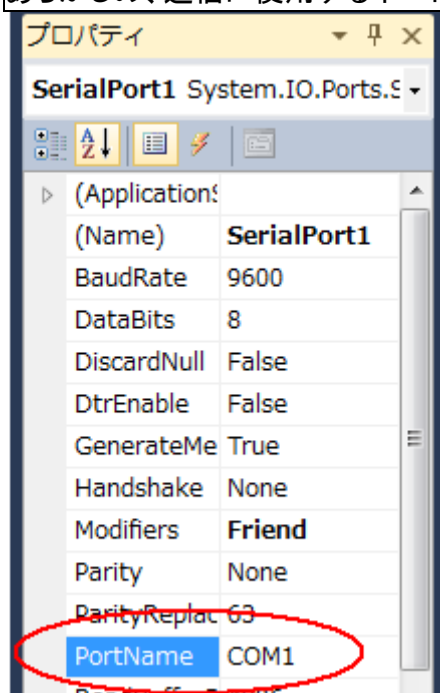 プロパティ
SerialPort1 System.IO.Ports.S
(Applications
(Name) SerialPort1
BaudRate 9600
DataBits 8
DiscardNull False
DtrEnable False
GenerateMe True
Handshake None
Modifiers Friend
Parity None
ParityReplac 63
PortName COM1